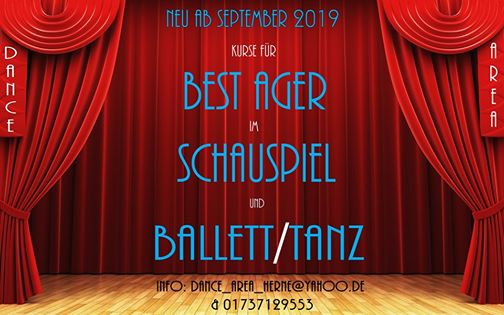 NEU AB SEPTEMBER 2019
DANCE
AREA
KURSE FÜR
BEST AGER
IM
SCHAUSPIEL
UND
BALLETT/TANZ
INFO: DANCE_AREA_HERNE@YAHOO.DE
& 01737129553